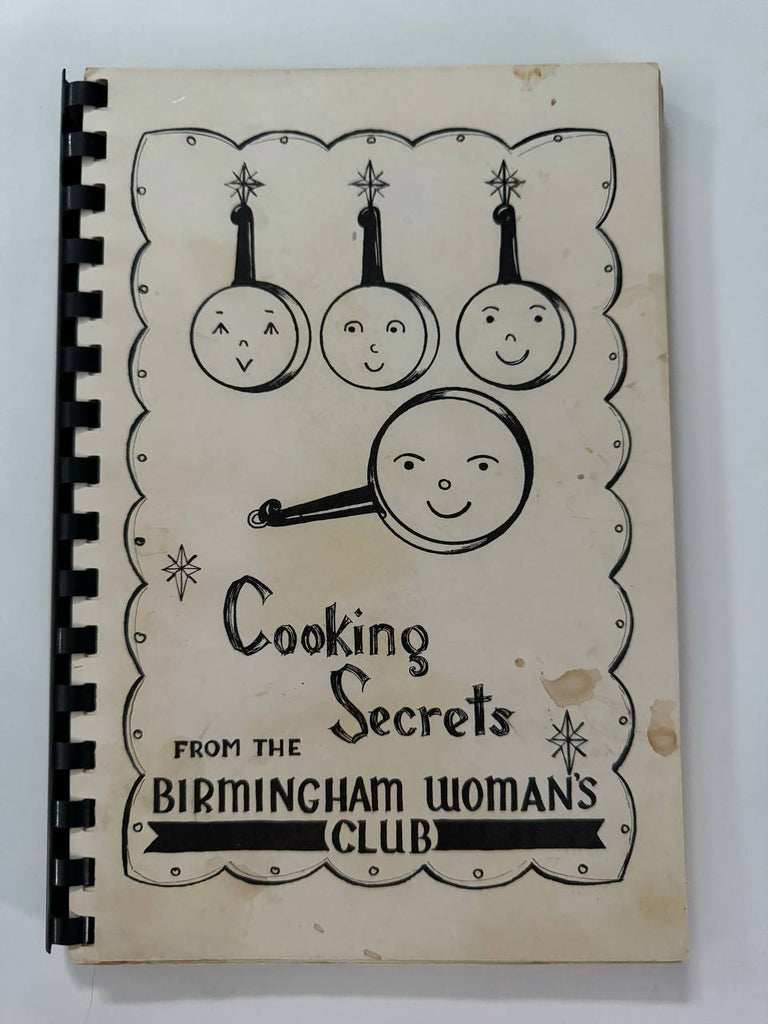 Cooking
Secrets
FROM THE
BIRMINGHAM WOMAN'S
CLUB